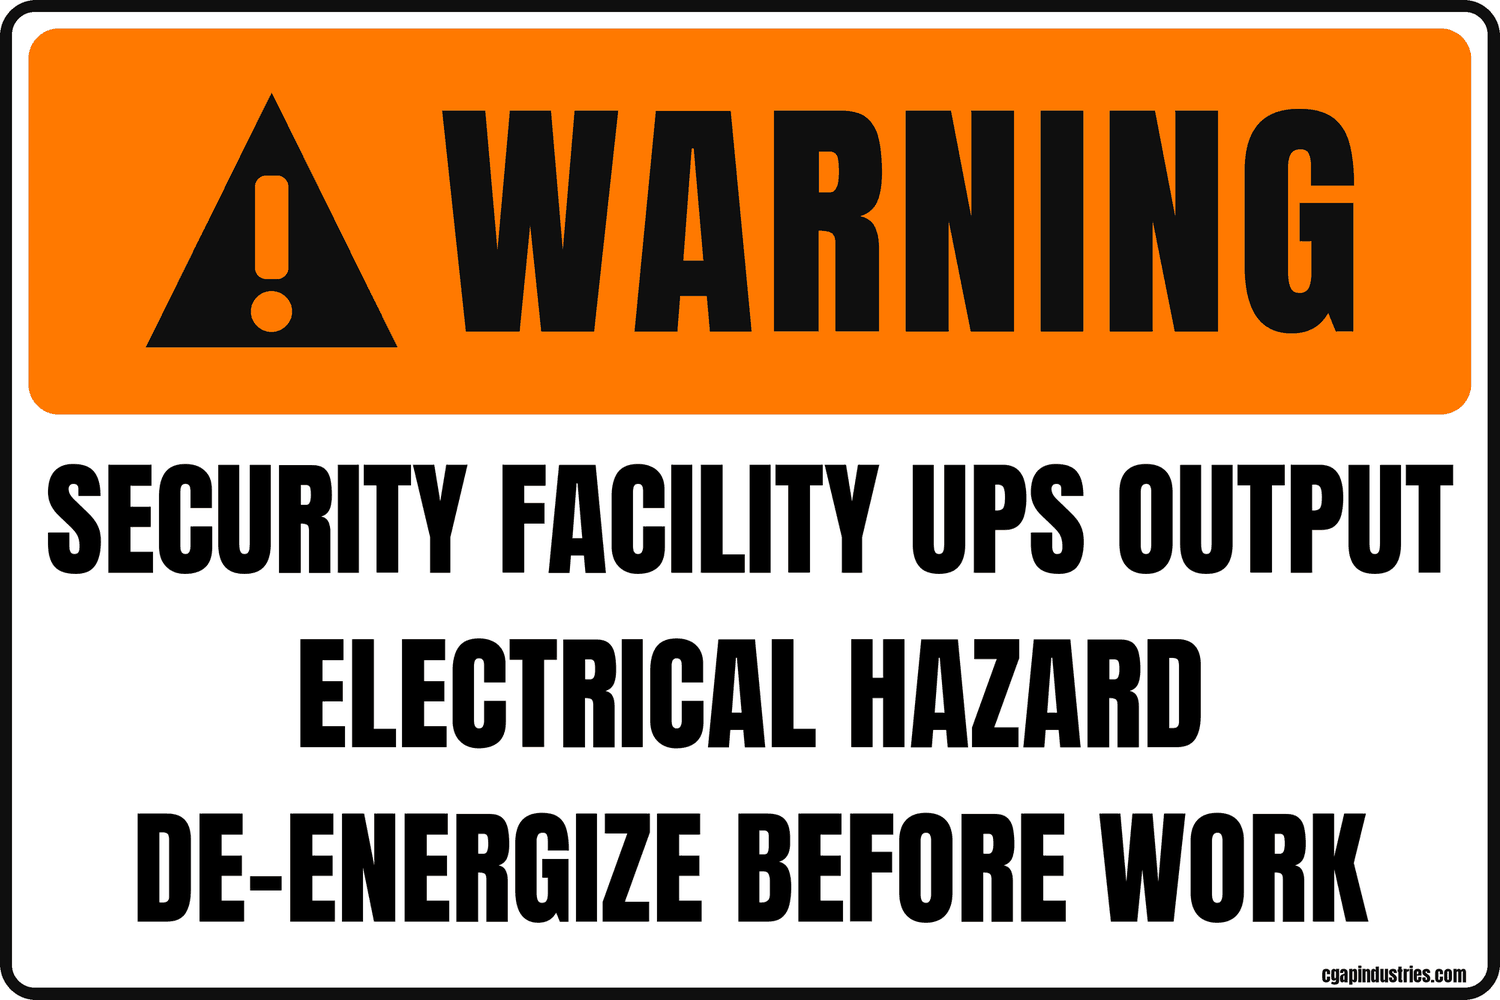 WARNING
SECURITY FACILITY UPS OUTPUT
ELECTRICAL HAZARD
DE-ENERGIZE BEFORE WORK
cgapindustries.com